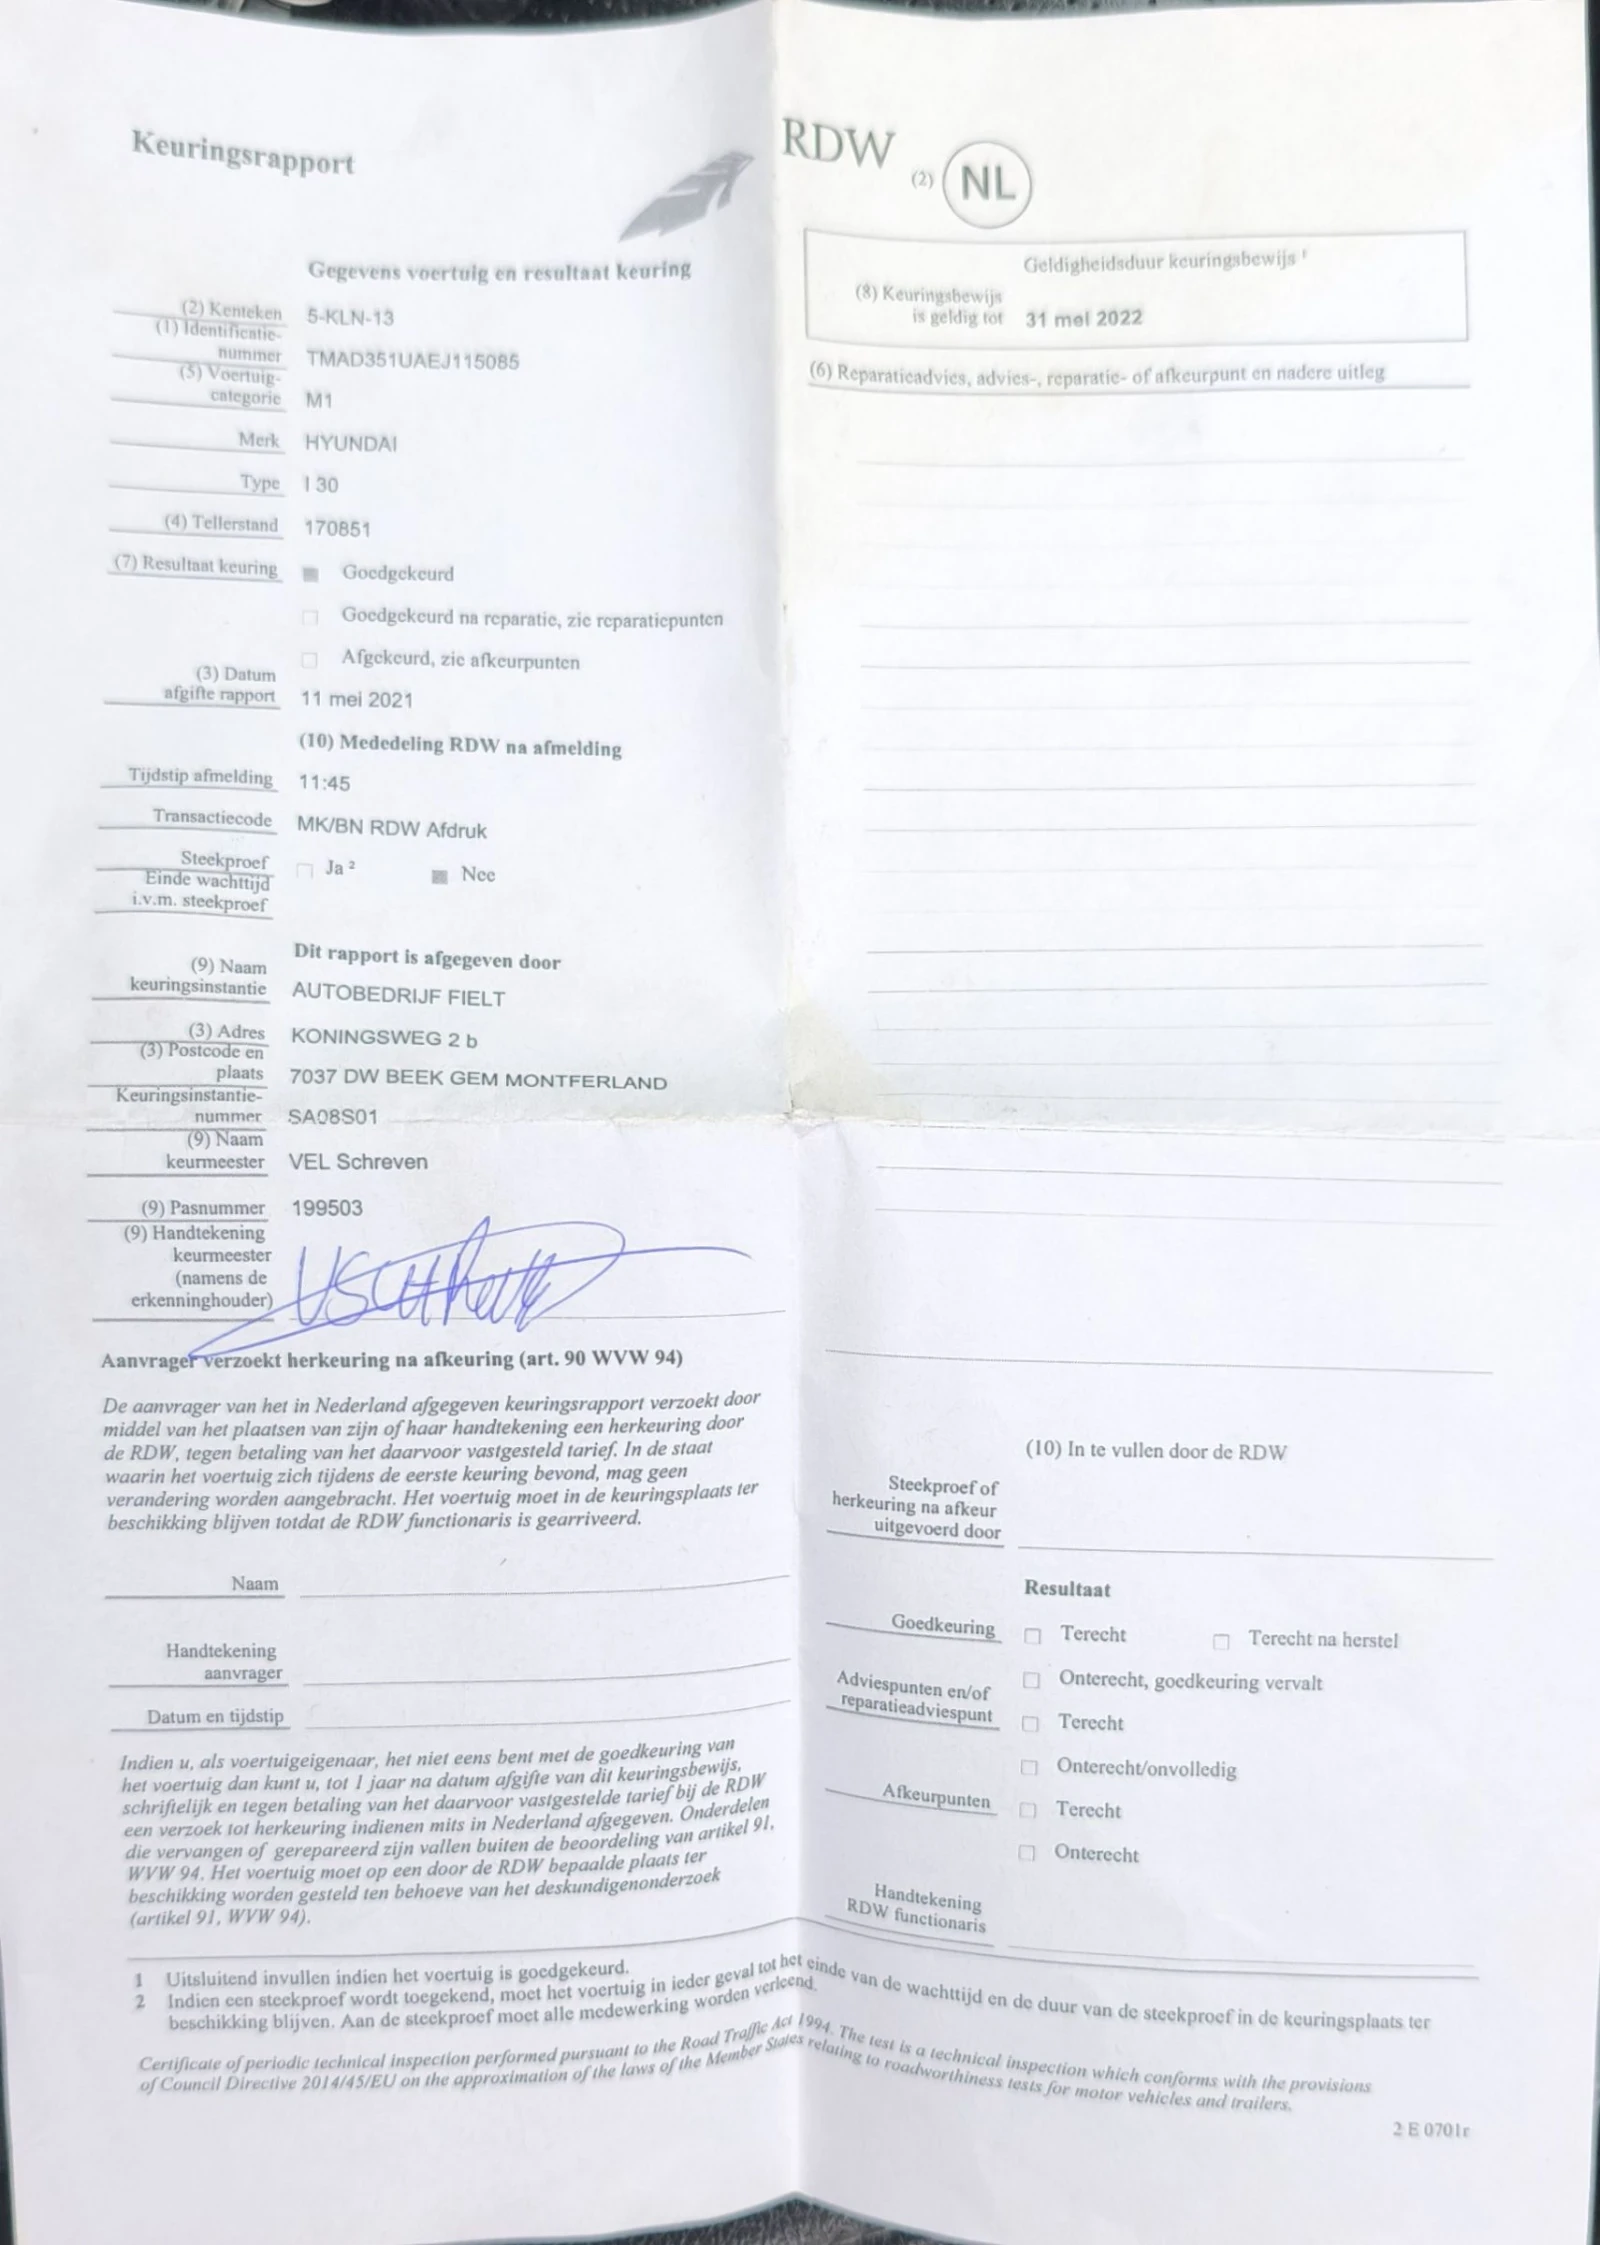 Keuringsrapport
RDW
(2) NL
Gegevens voertuig en resultaat keuring
(2) Kenteken 5-KLN-13
(1) Identificatie-
nummer TMAD351UAEJ115085
(5) Voertuig-
categorie M1
Merk HYUNDAI
Type I 30
(4) Tellerstand 170851
(7) Resultaat keuring Goedgekeurd
Goedgekeurd na reparatie, zie reparatiepunten
Afgekeurd, zie afkeurpunten
(3) Datum
afgifte rapport 11 mei 2021
(10) Mededeling RDW na afmelding
Tijdstip afmelding 11:45
Transactiecode MK/BN RDW Afdruk
Steekproef Ja ² Nee
Einde wachttijd
i.v.m. steekproef
Dit rapport is afgegeven door
(9) Naam
keuringsinstantie AUTOBEDRIJF FIELT
(3) Adres KONINGSWEG 2 b
(3) Postcode en
plaats 7037 DW BEEK GEM MONTFERLAND
Keuringsinstantie-
nummer SA08S01
(9) Naam
keurmeester VEL Schreven
(9) Pasnummer 199503
(9) Handtekening
keurmeester
(namens de
erkenninghouder)
Aanvrager verzoekt herkeuring na afkeuring (art. 90 WVW 94)
De aanvrager van het in Nederland afgegeven keuringsrapport verzoekt door
middel van het plaatsen van zijn of haar handtekening een herkeuring door
de RDW, tegen betaling van het daarvoor vastgesteld tarief. In de staat
waarin het voertuig zich tijdens de eerste keuring bevond, mag geen
verandering worden aangebracht. Het voertuig moet in de keuringsplaats ter
beschikking blijven totdat de RDW functionaris is gearriveerd.
Naam
Handtekening
aanvrager
Datum en tijdstip
Indien u, als voertuigeigenaar, het niet eens bent met de goedkeuring van
het voertuig dan kunt u, tot 1 jaar na datum afgifte van dit keuringsbewijs,
schriftelijk en tegen betaling van het daarvoor vastgestelde tarief bij de RDW
een verzoek tot herkeuring indienen mits in Nederland afgegeven. Onderdelen
die vervangen of gerepareerd zijn vallen buiten de beoordeling van artikel 91,
WVW 94. Het voertuig moet op een door de RDW bepaalde plaats ter
beschikking worden gesteld ten behoeve van het deskundigenonderzoek
(artikel 91, WVW 94).
Geldigheidsduur keuringsbewijs ¹
(8) Keuringsbewijs
is geldig tot 31 mei 2022
(6) Reparatieadvies, advies-, reparatie- of afkeurpunt en nadere uitleg
(10) In te vullen door de RDW
Steekproef of
herkeuring na afkeur
uitgevoerd door
Resultaat
Goedkeuring Terecht Terecht na herstel
Onterecht, goedkeuring vervalt
Adviespunten en/of
reparatieadviespunt Terecht
Onterecht/onvolledig
Afkeurpunten Terecht
Onterecht
Handtekening
RDW functionaris
1 Uitsluitend invullen indien het voertuig is goedgekeurd.
2 Indien een steekproef wordt toegekend, moet het voertuig in ieder geval tot het einde van de wachttijd en de duur van de steekproef in de keuringsplaats ter
beschikking blijven. Aan de steekproef moet alle medewerking worden verleend.
Certificate of periodic technical inspection performed pursuant to the Road Traffic Act 1994. The test is a technical inspection which conforms with the provisions
of Council Directive 2014/45/EU on the approximation of the laws of the Member States relating to roadworthiness tests for motor vehicles and trailers.
2 E 0701r